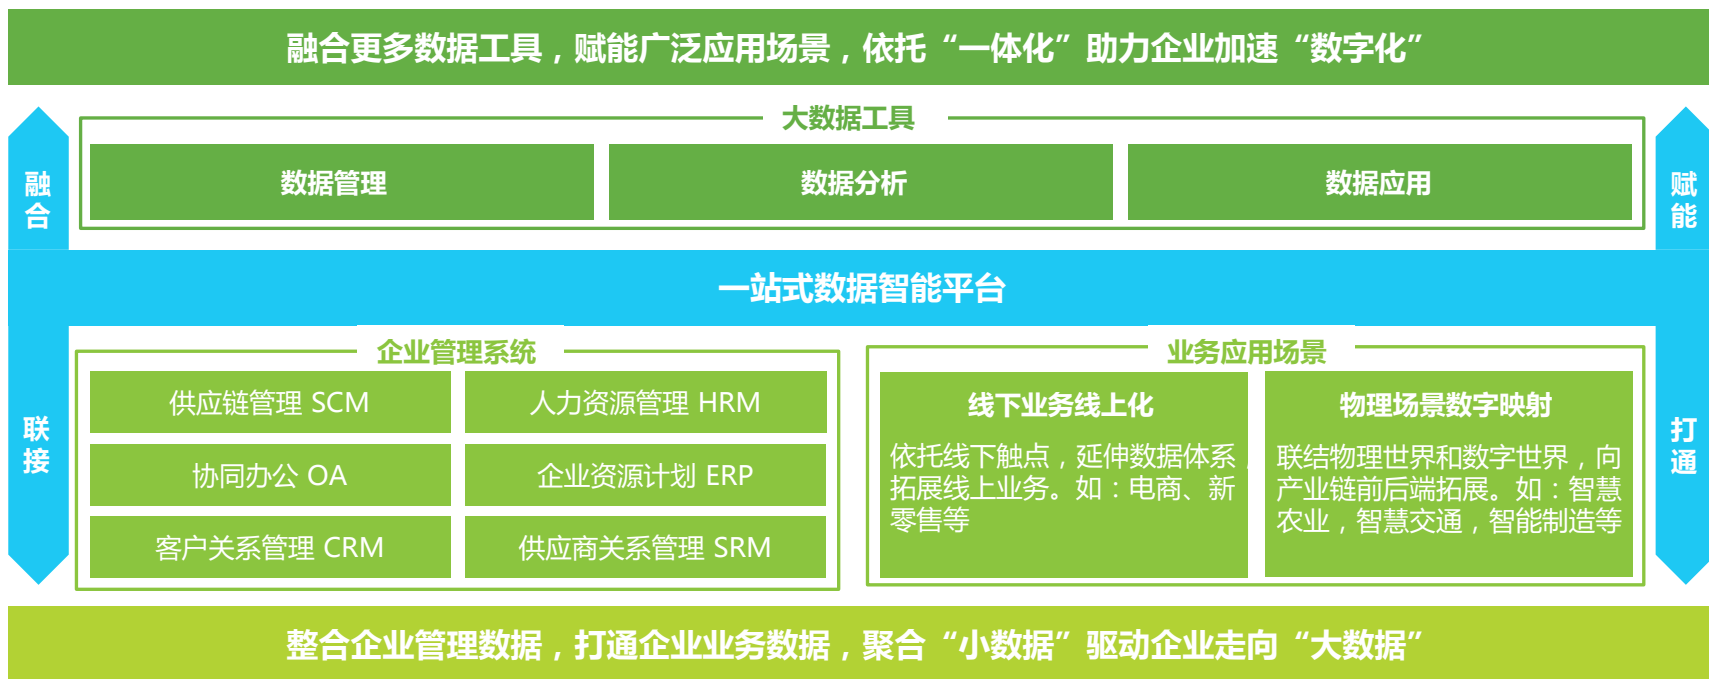 融合更多数据工具，赋能广泛应用场景，依托“一体化”助力企业加速“数字化”
大数据工具
融合
数据管理
数据分析
数据应用
赋能
一站式数据智能平台
企业管理系统
业务应用场景
联接
供应链管理 SCM
人力资源管理 HRM
协同办公 OA
企业资源计划 ERP
客户关系管理 CRM
供应商关系管理 SRM
线下业务线上化
依托线下触点，延伸数据体系，
拓展线上业务。如：电商、新
零售等
物理场景数字映射
联结物理世界和数字世界，向
产业链前后端拓展。如：智慧
农业，智慧交通，智能制造等
打通
整合企业管理数据，打通企业业务数据，聚合“小数据”驱动企业走向“大数据”